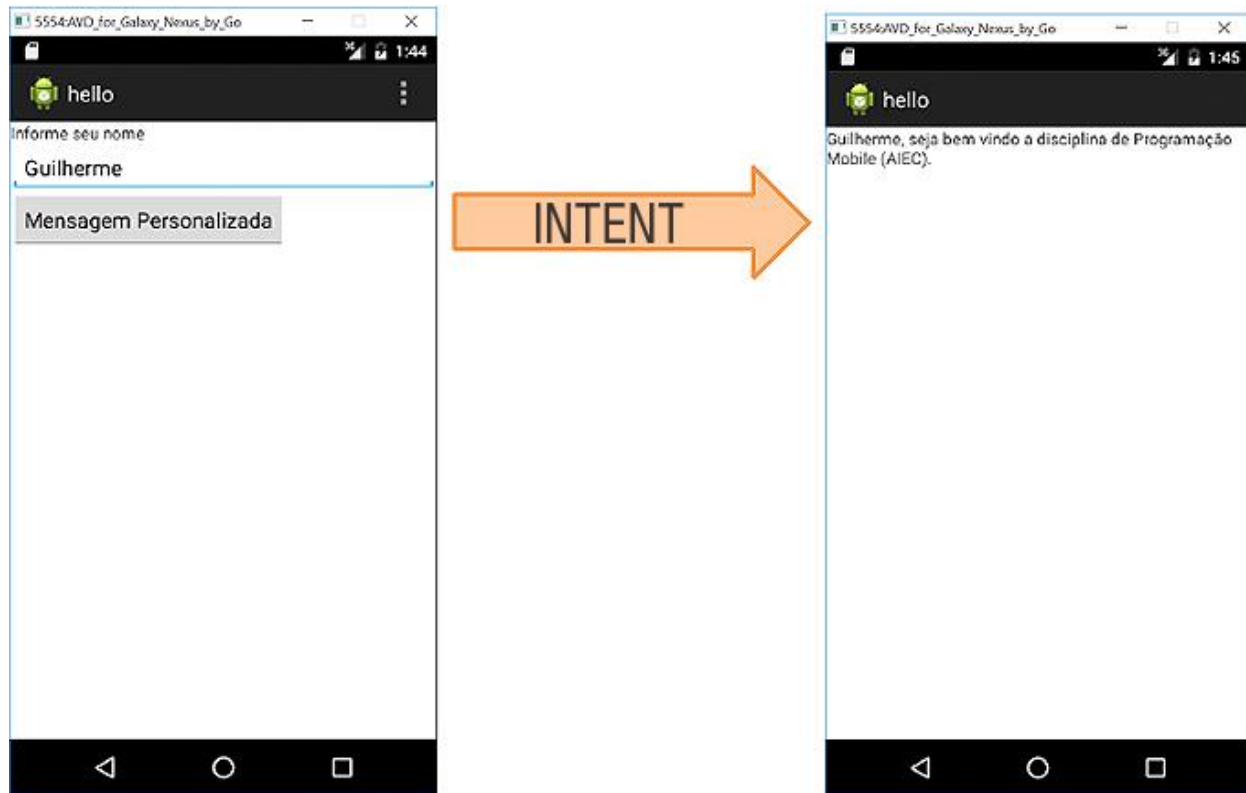 5554:AVD_for_Galaxy_Nexus_by_Go
1:44
hello
Informe seu nome
Guilherme
Mensagem Personalizada
INTENT
5554:AVD_for_Galaxy_Nexus_by_Go
1:45
hello
Guilherme, seja bem vindo a disciplina de Programação
Mobile (AIEC).